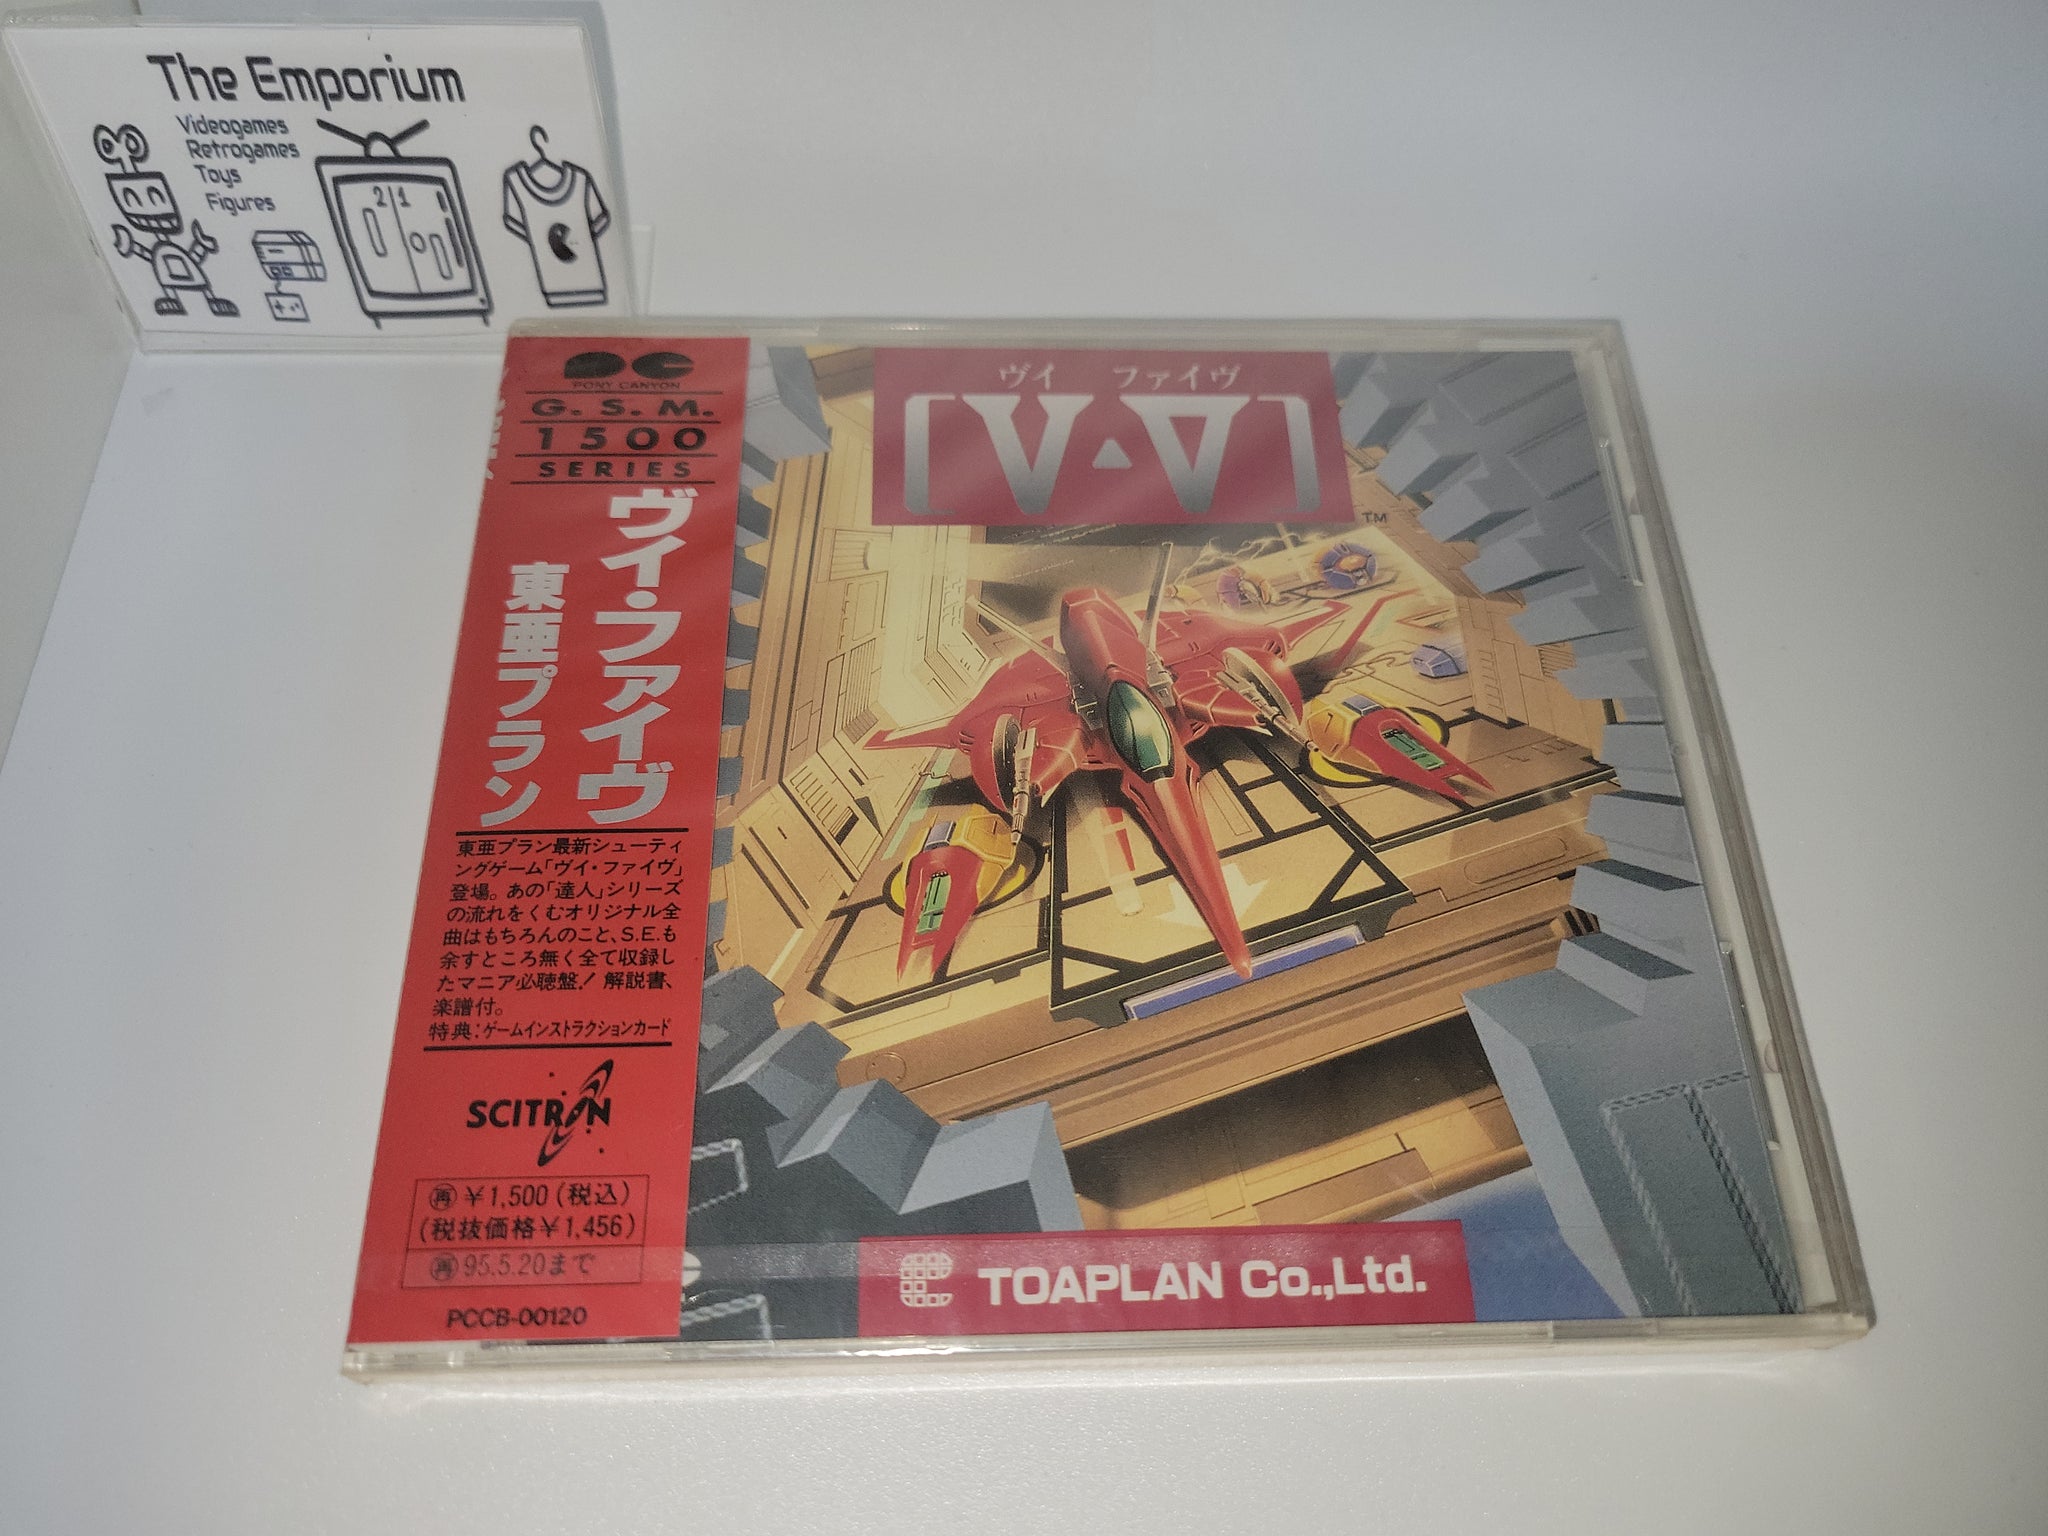 The Emporium
Videogames
Retrogames
Toys
Figures
2 1
PONY CANYON
G. S. M.
1500
SERIES
ヴイ・ファイヴ
東亜プラン
東亜プラン最新シューティ
ングゲーム「ヴイ・ファイヴ」
登場。あの「達人」シリーズ
の流れをくむオリジナル全
曲はもちろんのこと、S.E.も
余すところ無く全て収録し
たマニア必聴盤! 解説書、
楽譜付。
特典:ゲームインストラクションカード
SCITRON
再¥1,500(税込)
(税抜価格¥1,456)
再95.5.20まで
PCCB-00120
ヴイ ファイヴ
[V・V]
TM
TOAPLAN Co.,Ltd.